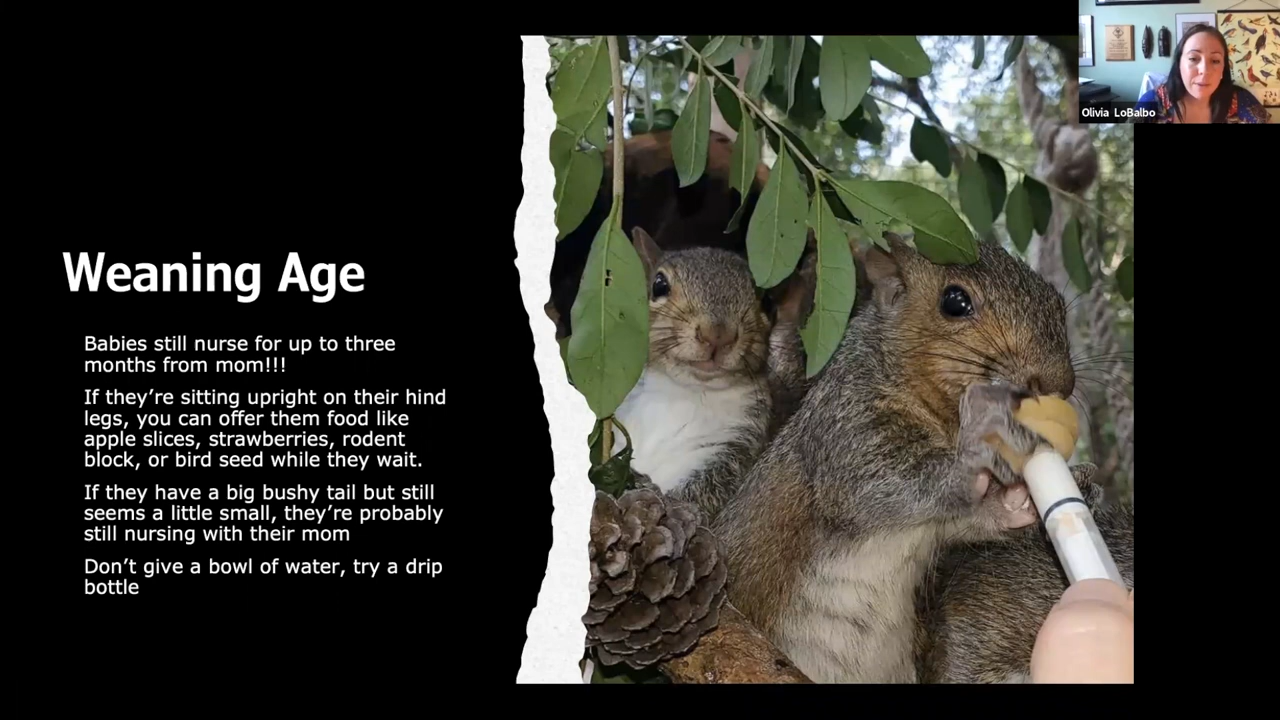 Olivia LoBalbo
Weaning Age
Babies still nurse for up to three
months from mom!!!
If they’re sitting upright on their hind
legs, you can offer them food like
apple slices, strawberries, rodent
block, or bird seed while they wait.
If they have a big bushy tail but still
seems a little small, they’re probably
still nursing with their mom
Don’t give a bowl of water, try a drip
bottle